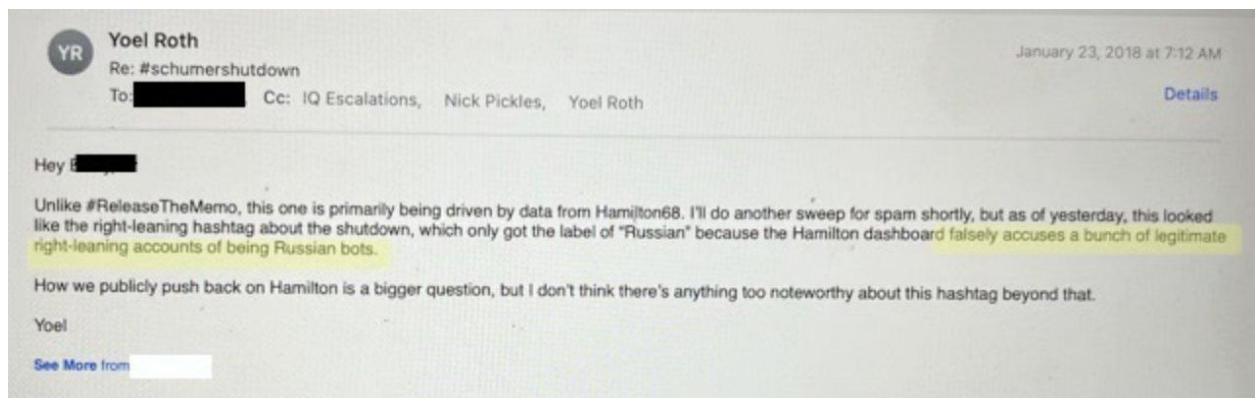 YR
Yoel Roth
January 23, 2018 at 7:12 AM
Re: #schumershutdown
To: Cc: IQ Escalations, Nick Pickles, Yoel Roth
Details
Hey
Unlike #ReleaseTheMemo, this one is primarily being driven by data from Hamilton68. I'll do another sweep for spam shortly, but as of yesterday, this looked
like the right-leaning hashtag about the shutdown, which only got the label of "Russian" because the Hamilton dashboard falsely accuses a bunch of legitimate
right-leaning accounts of being Russian bots.
How we publicly push back on Hamilton is a bigger question, but I don't think there's anything too noteworthy about this hashtag beyond that.
Yoel
See More from